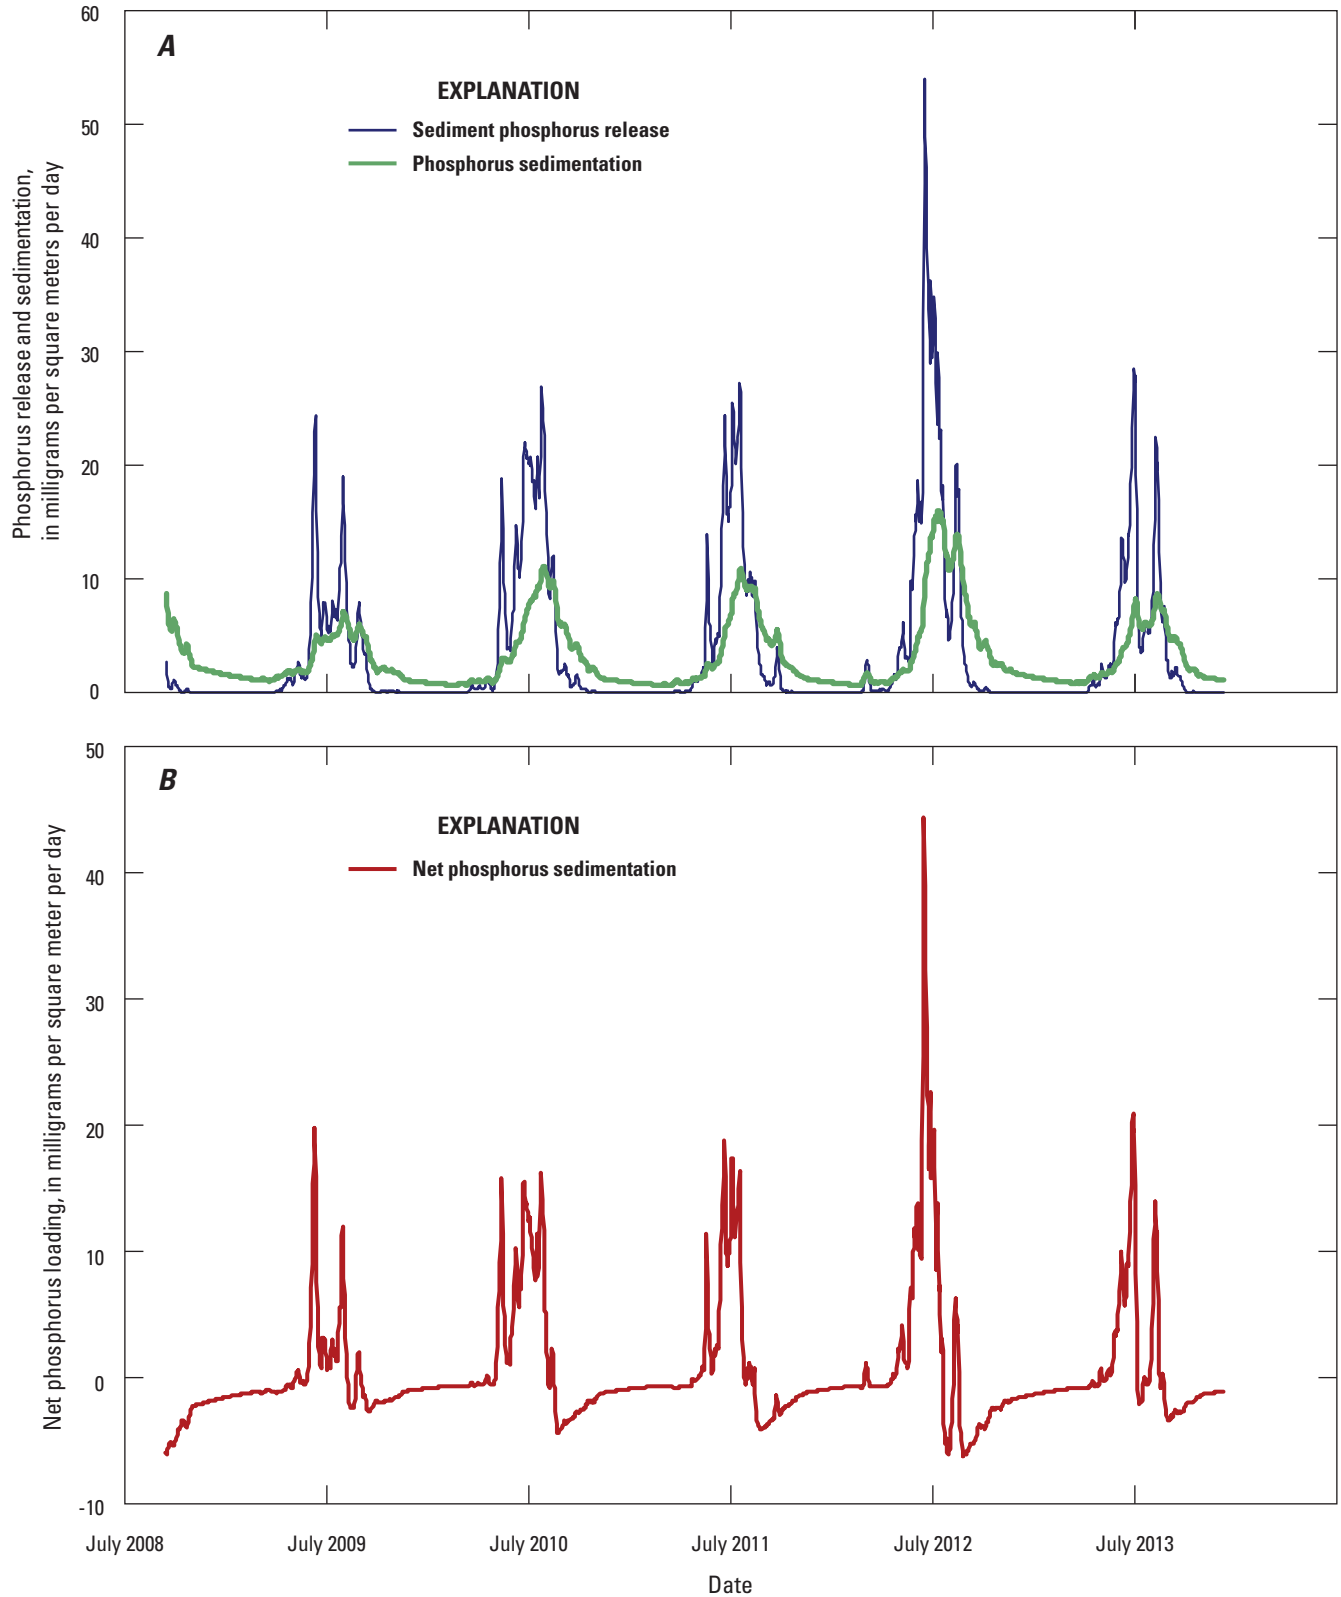 A
EXPLANATION
Sediment phosphorus release
Phosphorus sedimentation
Phosphorus release and sedimentation,
in milligrams per square meters per day
60
50
40
30
20
10
0
B
EXPLANATION
Net phosphorus sedimentation
Net phosphorus loading, in milligrams per square meter per day
50
40
30
20
10
0
-10
July 2008 July 2009 July 2010 July 2011 July 2012 July 2013
Date